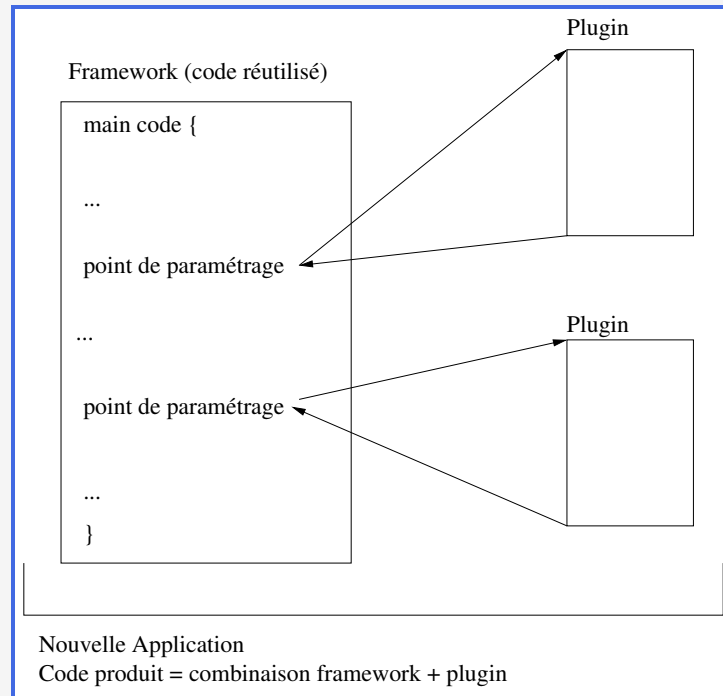 Plugin
Framework (code réutilisé)
main code {
...
point de paramétrage
...
Plugin
point de paramétrage
...
}
Nouvelle Application
Code produit = combinaison framework + plugin